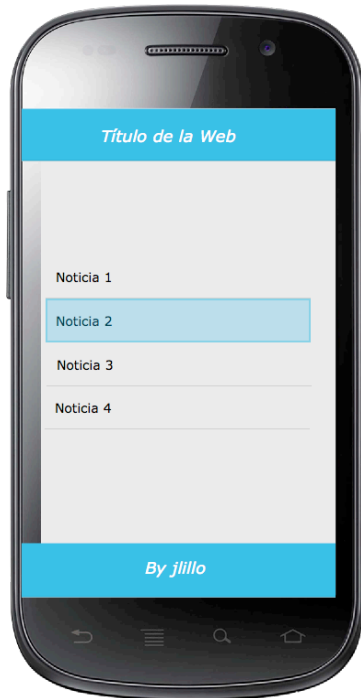 Título de la Web
Noticia 1
Noticia 2
Noticia 3
Noticia 4
By jlillo